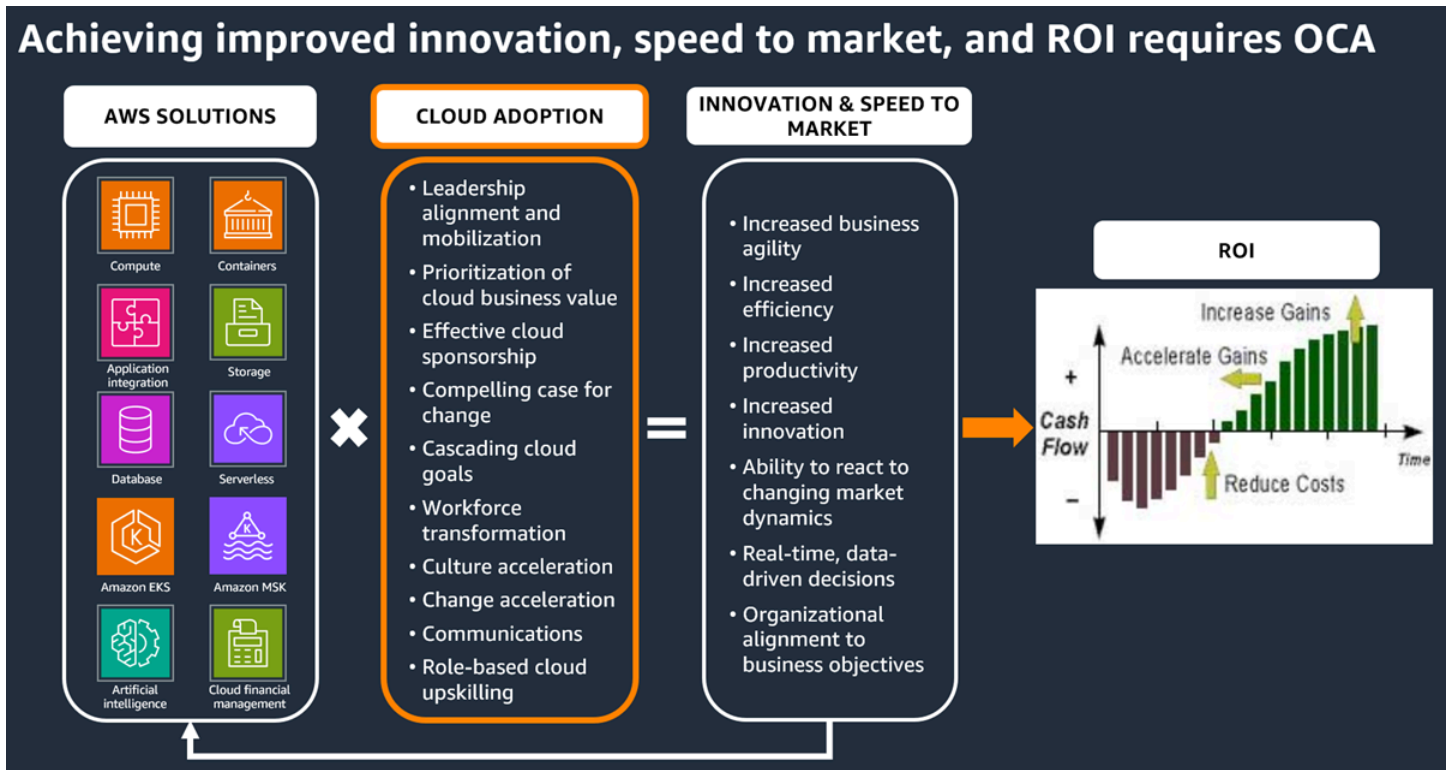 Achieving improved innovation, speed to market, and ROI requires OCA
AWS SOLUTIONS
Compute
Containers
Application
integration
Storage
Database
Serverless
Amazon EKS
Amazon MSK
Artificial
intelligence
Cloud financial
management
CLOUD ADOPTION
• Leadership
alignment and
mobilization
• Prioritization of
cloud business value
• Effective cloud
sponsorship
• Compelling case for
change
• Cascading cloud
goals
• Workforce
transformation
• Culture acceleration
• Change acceleration
• Communications
• Role-based cloud
upskilling
INNOVATION & SPEED TO
MARKET
• Increased business
agility
• Increased
efficiency
• Increased
productivity
• Increased
innovation
• Ability to react to
changing market
dynamics
• Real-time, data-
driven decisions
• Organizational
alignment to
business objectives
ROI
Increase Gains
Accelerate Gains
+
Cash
Flow
Time
−
Reduce Costs